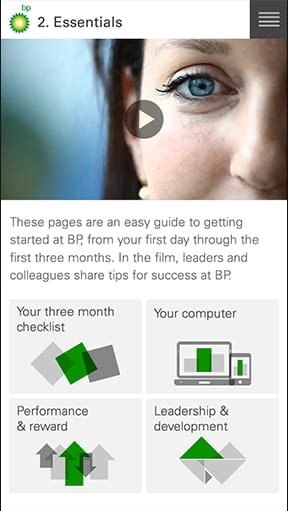 bp
2. Essentials
These pages are an easy guide to getting
started at BP, from your first day through the
first three months. In the film, leaders and
colleagues share tips for success at BP.
Your three month
checklist
Your computer
Performance
& reward
Leadership &
development